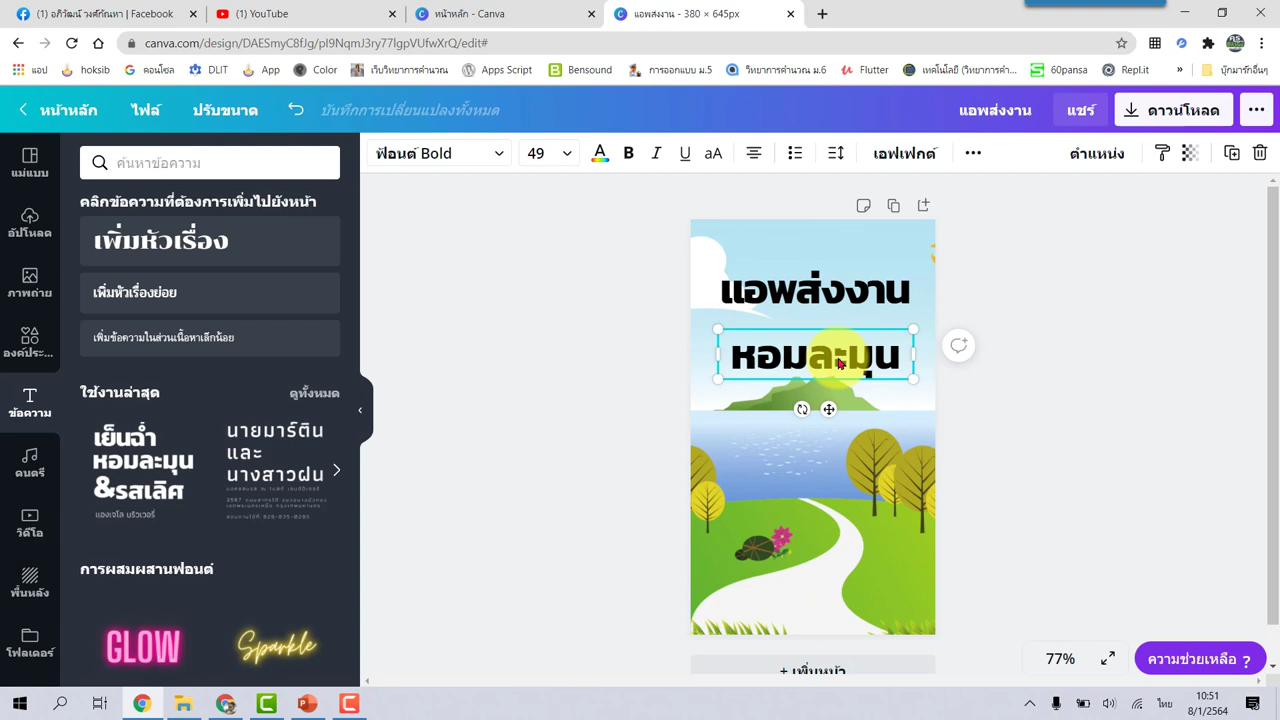 (1) อภิวัฒน์ วงศ์กัณหา | Facebook
(1) YouTube
หน้าหลัก - Canva
แอพส่งงาน - 380 × 645px
canva.com/design/DAESmyC8fJg/pI9NqmJ3ry77lgpVUfwXrQ/edit#
แอป
hoksib
คอนโซล
DLIT
App
Color
เว็บวิทยาการคำนวณ
Apps Script
Bensound
การออกแบบ ม.5
วิทยาการคำนวณ ม.6
Flutter
เทคโนโลยี (วิทยาการคำ
60pansa
Repl.it
»
บุ๊กมาร์กอื่นๆ
หน้าหลัก
ไฟล์
ปรับขนาด
บันทึกการเปลี่ยนแปลงทั้งหมด
แอพส่งงาน
แชร์
ดาวน์โหลด
ฟ้อนต์ Bold
49
A
B
I
U
aA
เอฟเฟกต์
ตำแหน่ง
แม่แบบ
อัปโหลด
ภาพถ่าย
องค์ประ...
T
ข้อความ
ดนตรี
วิดีโอ
พื้นหลัง
โฟลเดอร์
ค้นหาข้อความ
คลิกข้อความที่ต้องการเพิ่มไปยังหน้า
เพิ่มหัวเรื่อง
เพิ่มหัวเรื่องย่อย
เพิ่มข้อความในส่วนเนื้อหาเล็กน้อย
ใช้งานล่าสุด
ดูทั้งหมด
เย็นฉ่ำ
หอมละมุน
&รสเลิศ
แองเจโล บริวเวอรี่
นายมาร์ติน
และ
นางสาวฝน
การผสมผสานฟอนต์
GLOW
Sparkle
แอพส่งงาน
หอมละมุน
+ เพิ่มหน้า
77%
ความช่วยเหลือ ?
ไทย
10:51
8/1/2564